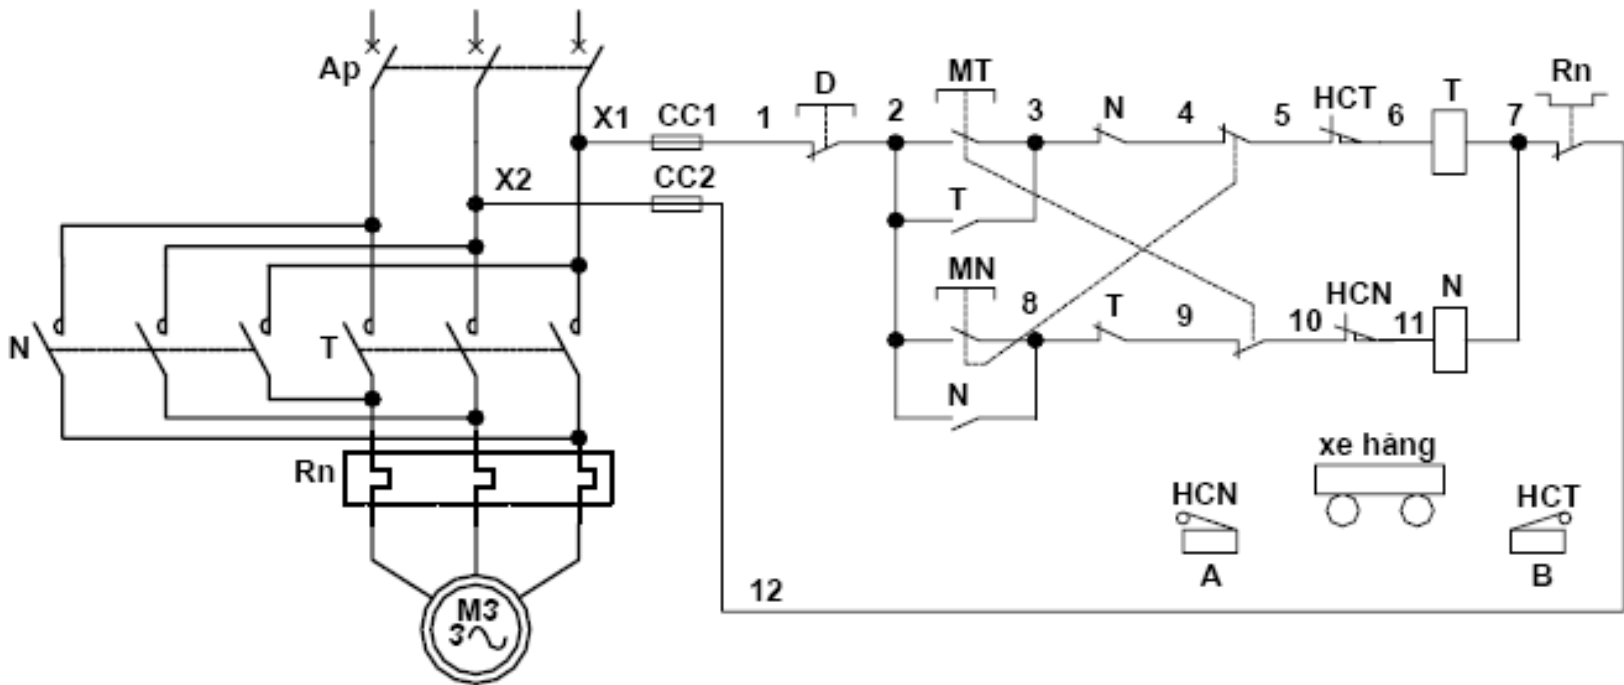 Ap
X1
CC1
1
D
2
MT
3
N
4
5
HCT
6
T
7
Rn
X2
CC2
T
MN
8
T
9
10
HCN
11
N
N
T
N
Rn
xe hàng
HCN
HCT
A
B
12
M3
3